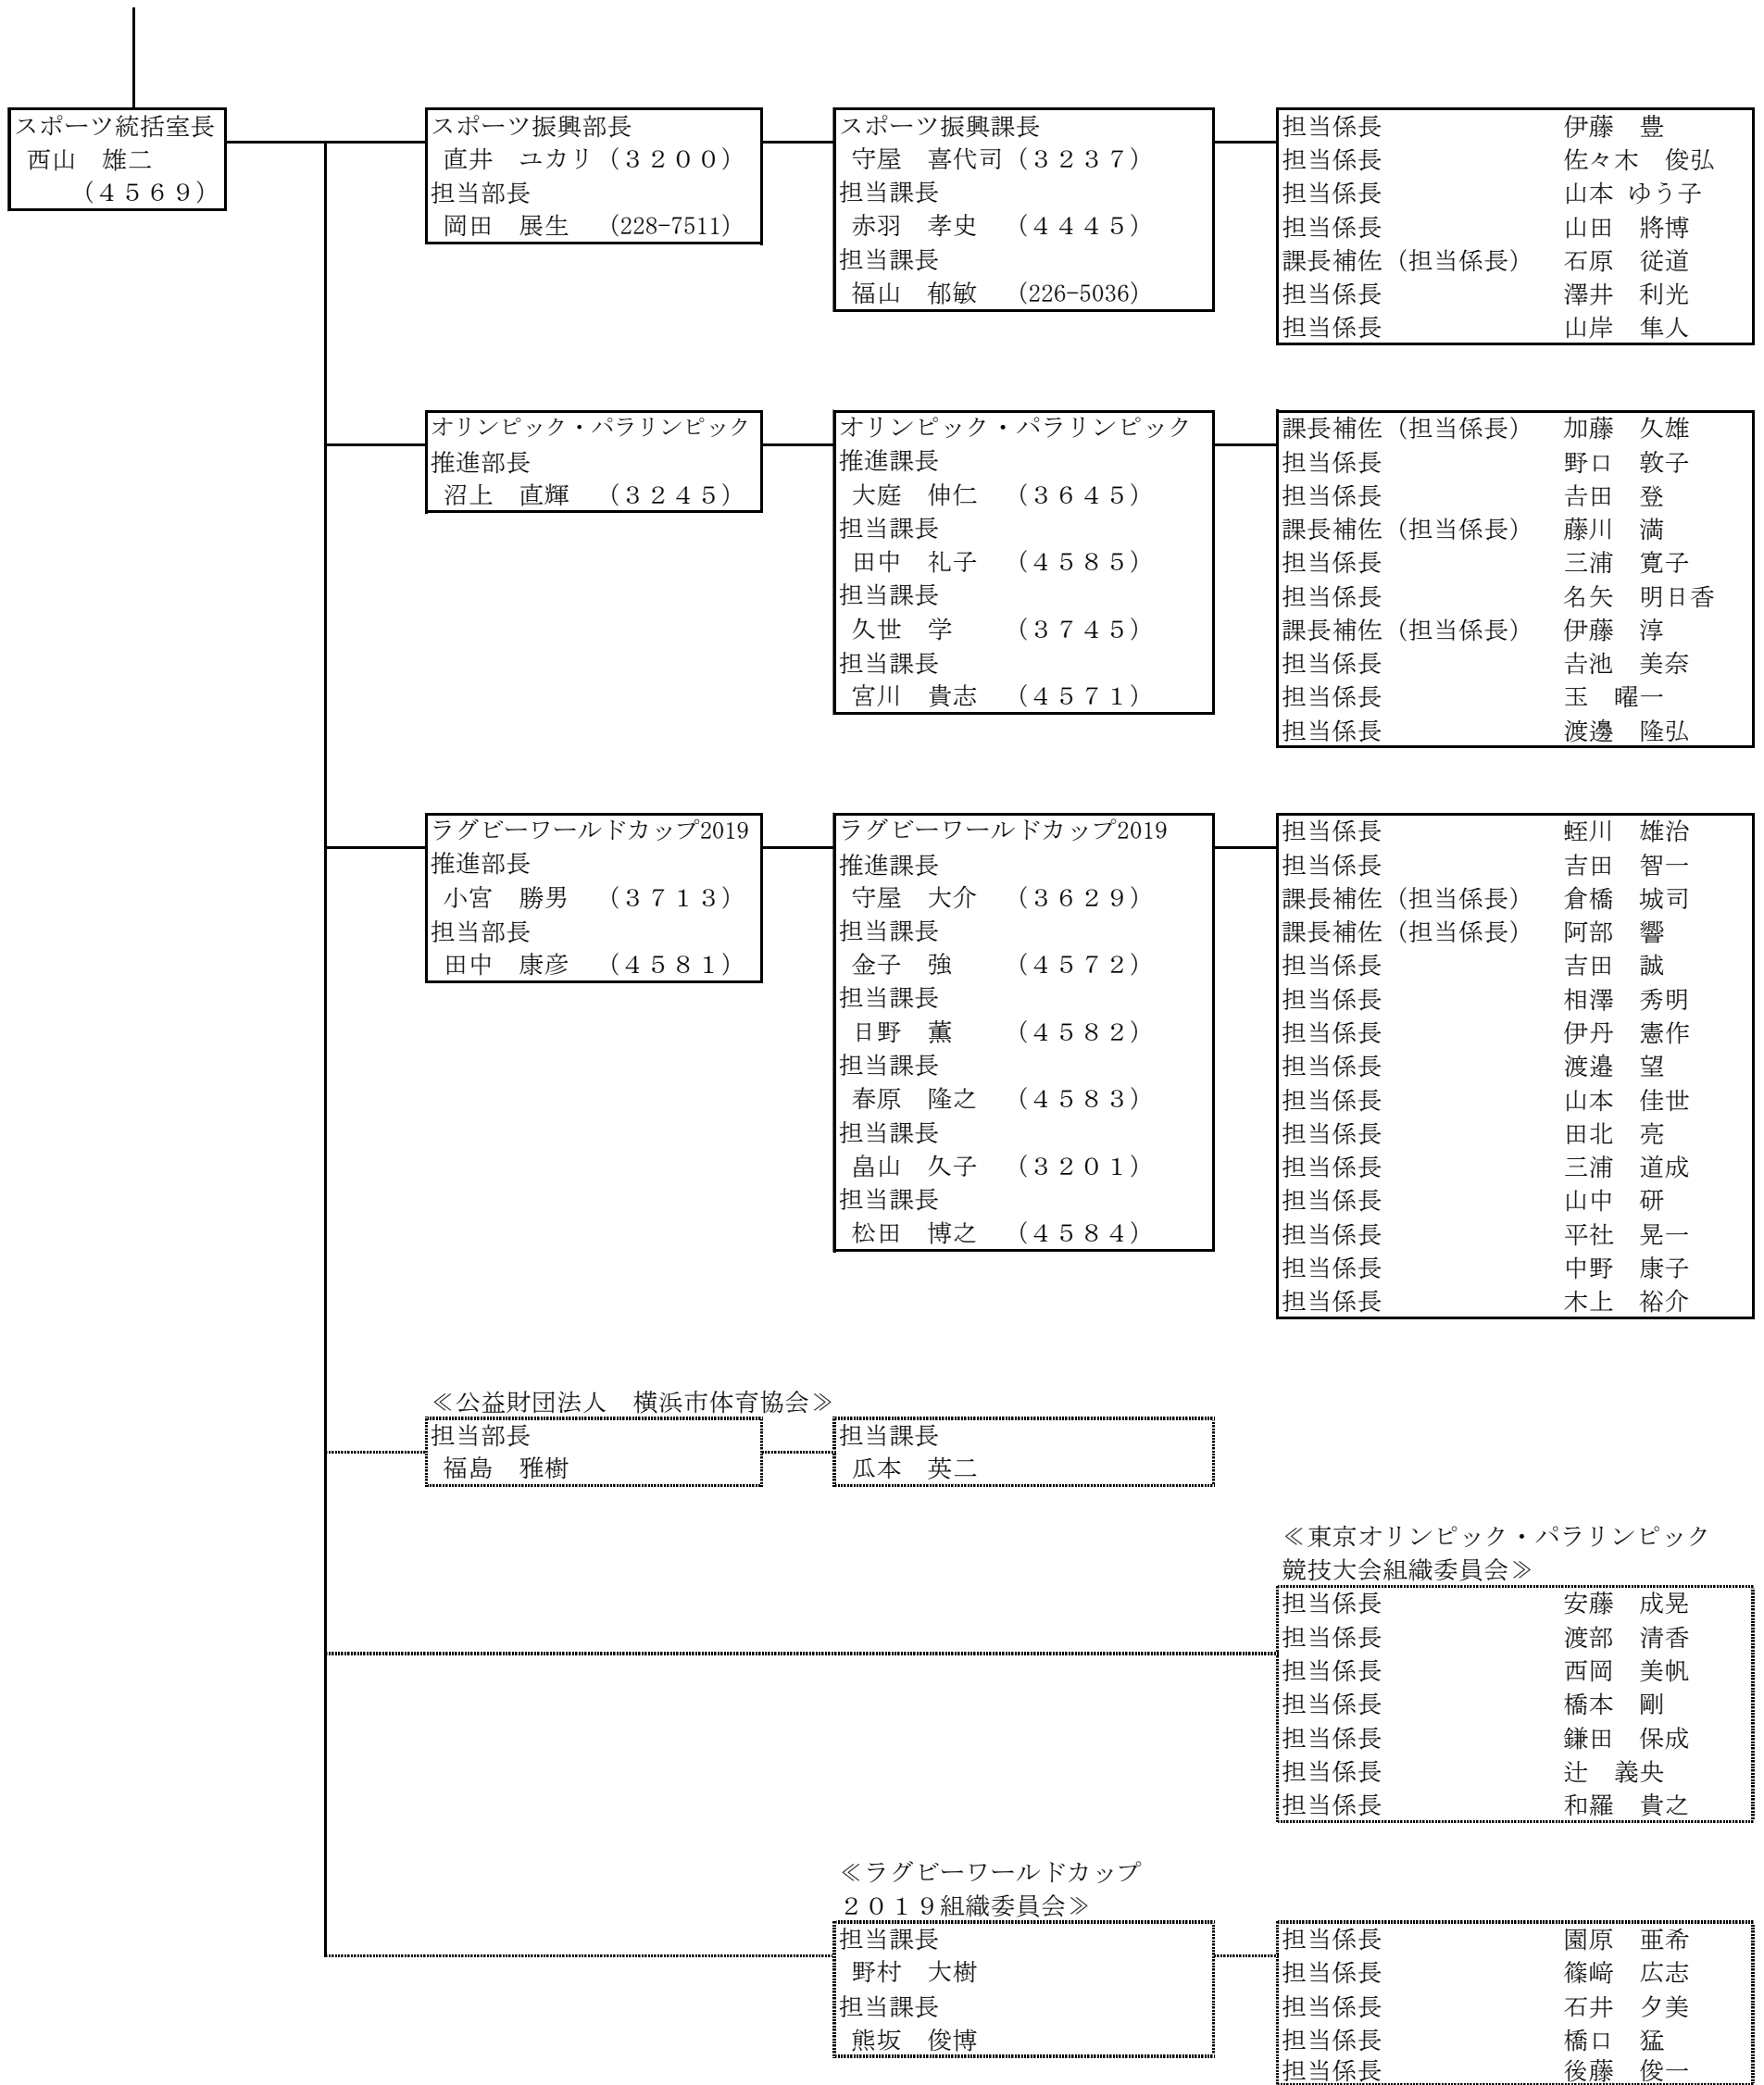 スポーツ統括室長
西山　雄二
（４５６９）
スポーツ振興部長
直井　ユカリ（３２００）
担当部長
岡田　展生　（228-7511）
スポーツ振興課長
守屋　喜代司（３２３７）
担当課長
赤羽　孝史　（４４４５）
担当課長
福山　郁敏　（226-5036）
担当係長　伊藤　豊
担当係長　佐々木　俊弘
担当係長　山本 ゆう子
担当係長　山田　將博
課長補佐（担当係長）　石原　従道
担当係長　澤井　利光
担当係長　山岸　隼人
オリンピック・パラリンピック
推進部長
沼上　直輝　（３２４５）
オリンピック・パラリンピック
推進課長
大庭　伸仁　（３６４５）
担当課長
田中　礼子　（４５８５）
担当課長
久世　学　（３７４５）
担当課長
宮川　貴志　（４５７１）
課長補佐（担当係長）　加藤　久雄
担当係長　野口　敦子
担当係長　𠮷田　登
課長補佐（担当係長）　藤川　満
担当係長　三浦　寛子
担当係長　名矢　明日香
課長補佐（担当係長）　伊藤　淳
担当係長　𠮷池　美奈
担当係長　玉　曜一
担当係長　渡邊　隆弘
ラグビーワールドカップ2019
推進部長
小宮　勝男　（３７１３）
担当部長
田中　康彦　（４５８１）
ラグビーワールドカップ2019
推進課長
守屋　大介　（３６２９）
担当課長
金子　強　（４５７２）
担当課長
日野　薫　（４５８２）
担当課長
春原　隆之　（４５８３）
担当課長
畠山　久子　（３２０１）
担当課長
松田　博之　（４５８４）
担当係長　蛭川　雄治
担当係長　吉田　智一
課長補佐（担当係長）　倉橋　城司
課長補佐（担当係長）　阿部　響
担当係長　吉田　誠
担当係長　相澤　秀明
担当係長　伊丹　憲作
担当係長　渡邉　望
担当係長　山本　佳世
担当係長　田北　亮
担当係長　三浦　道成
担当係長　山中　研
担当係長　平社　晃一
担当係長　中野　康子
担当係長　木上　裕介
≪公益財団法人　横浜市体育協会≫
担当部長
福島　雅樹
担当課長
瓜本　英二
≪東京オリンピック・パラリンピック
競技大会組織委員会≫
担当係長　安藤　成晃
担当係長　渡部　清香
担当係長　西岡　美帆
担当係長　橋本　剛
担当係長　鎌田　保成
担当係長　辻　義央
担当係長　和羅　貴之
≪ラグビーワールドカップ
２０１９組織委員会≫
担当課長
野村　大樹
担当課長
熊坂　俊博
担当係長　園原　亜希
担当係長　篠﨑　広志
担当係長　石井　夕美
担当係長　橋口　猛
担当係長　後藤　俊一